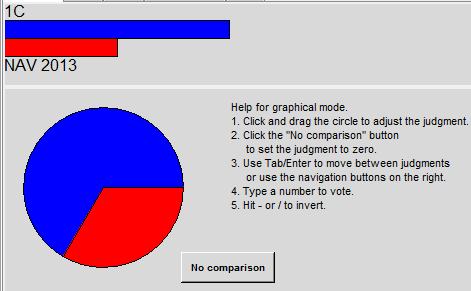 1C
NAV 2013
Help for graphical mode.
1. Click and drag the circle to adjust the judgment.
2. Click the "No comparison" button
to set the judgment to zero.
3. Use Tab/Enter to move between judgments
or use the navigation buttons on the right.
4. Type a number to vote.
5. Hit - or / to invert.
No comparison